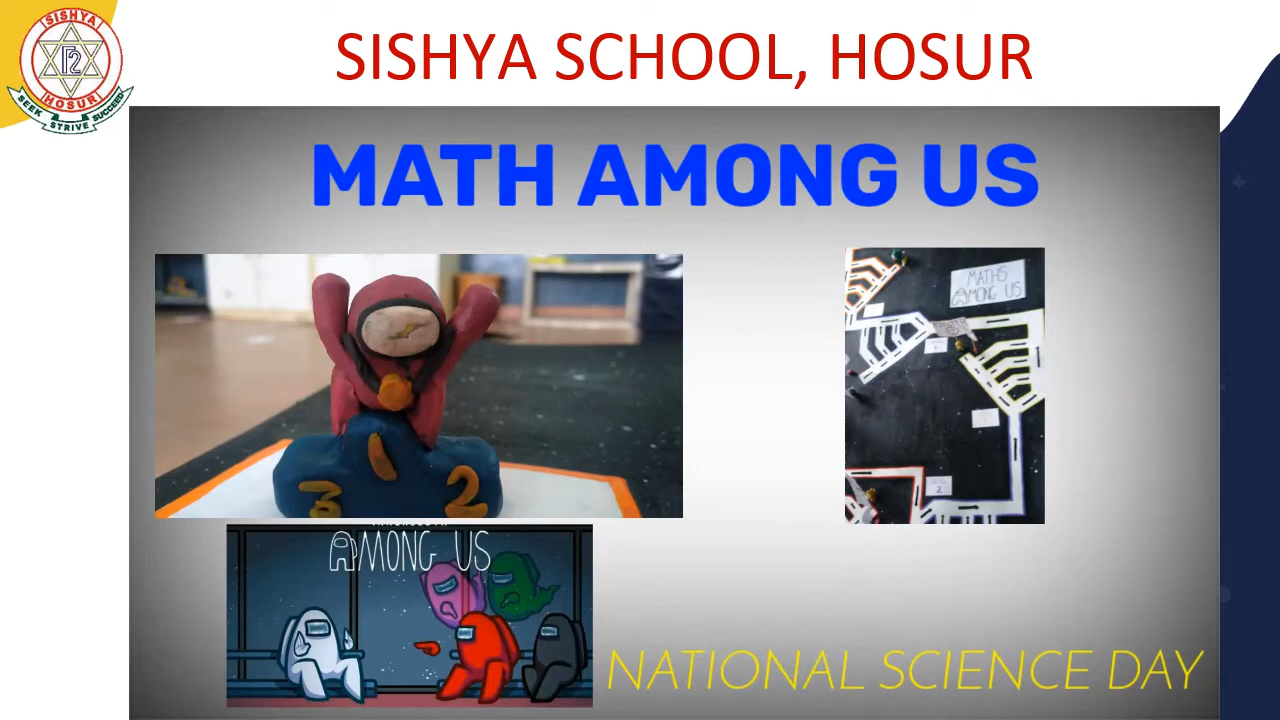 SISHYA
HOSUR
SEEK STRIVE SUCCEED
SISHYA SCHOOL, HOSUR
MATH AMONG US
MATHS
AMONG US
1
3 2
AMONG US
NATIONAL SCIENCE DAY